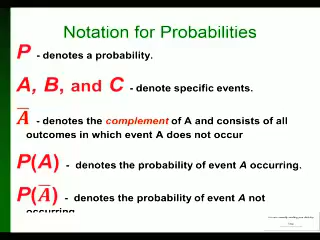 Notation for Probabilities
P - denotes a probability.
A, B, and C - denote specific events.
A̅ - denotes the complement of A and consists of all
outcomes in which event A does not occur
P(A) - denotes the probability of event A occurring.
P(A̅) - denotes the probability of event A not
occurring